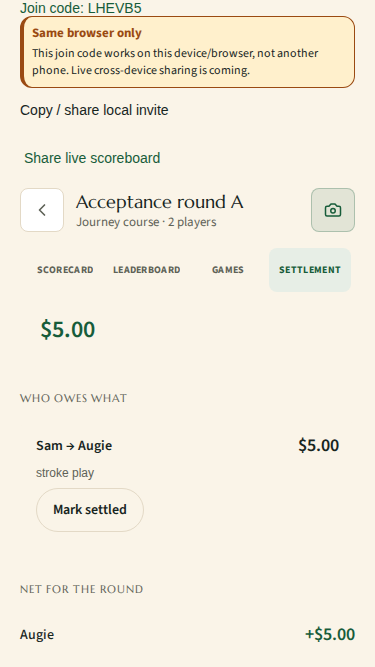 Join code: LHEVB5
Same browser only
This join code works on this device/browser, not another
phone. Live cross-device sharing is coming.
Copy / share local invite
Share live scoreboard
Acceptance round A
Journey course · 2 players
SCORECARD LEADERBOARD GAMES SETTLEMENT
$5.00
WHO OWES WHAT
Sam → Augie $5.00
stroke play
Mark settled
NET FOR THE ROUND
Augie +$5.00